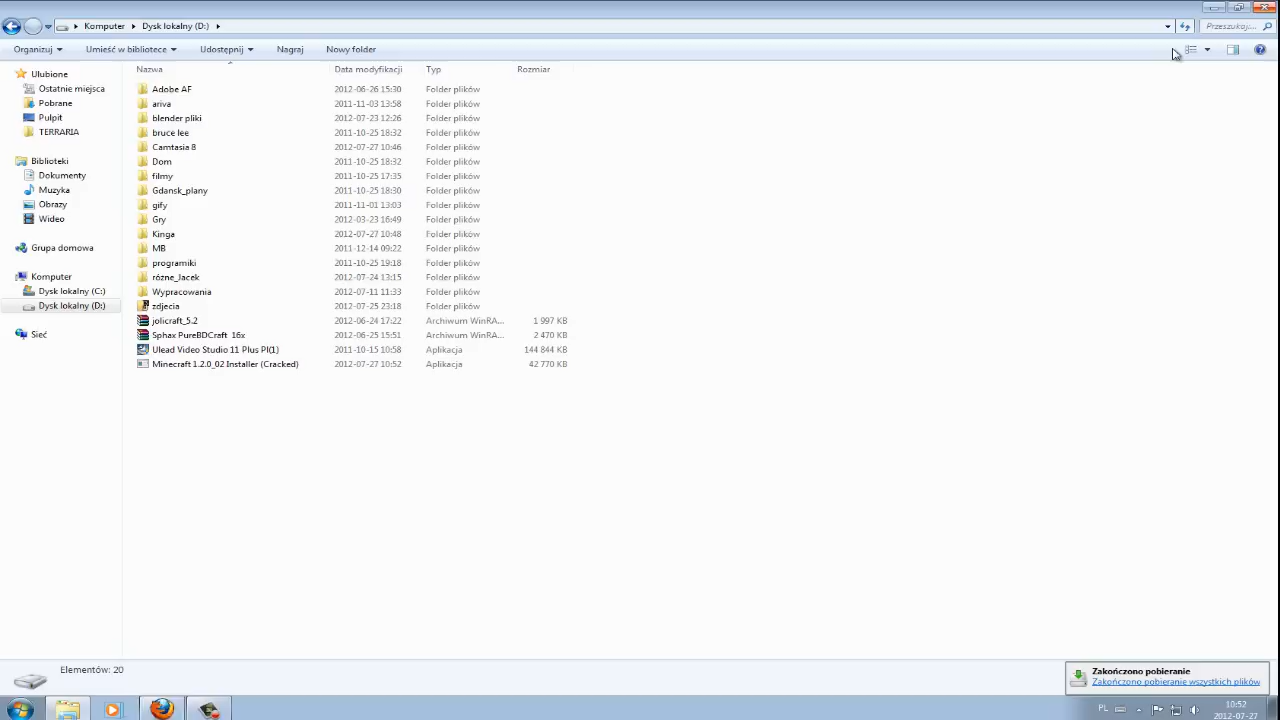 Komputer ▸ Dysk lokalny (D:) ▸ Przeszukaj...
Organizuj Umieść w bibliotece Udostępnij Nagraj Nowy folder
Nazwa Data modyfikacji Typ Rozmiar
Ulubione
Ostatnie miejsca
Pobrane
Pulpit
TERRARIA
Biblioteki
Dokumenty
Muzyka
Obrazy
Wideo
Grupa domowa
Komputer
Dysk lokalny (C:)
Dysk lokalny (D:)
Sieć
Adobe AF 2012-06-26 15:30 Folder plików
ariva 2011-11-03 13:58 Folder plików
blender pliki 2012-07-23 12:26 Folder plików
bruce lee 2011-10-25 18:32 Folder plików
Camtasia 8 2012-07-27 10:46 Folder plików
Dom 2011-10-25 18:32 Folder plików
filmy 2011-10-25 17:35 Folder plików
Gdansk_plany 2011-10-25 18:30 Folder plików
gify 2011-11-01 13:03 Folder plików
Gry 2012-03-23 16:49 Folder plików
Kinga 2012-07-27 10:48 Folder plików
MB 2011-12-14 09:22 Folder plików
programiki 2011-10-25 19:18 Folder plików
rózne_Jacek 2012-07-24 13:15 Folder plików
Wypracowania 2012-07-11 11:33 Folder plików
zdjecia 2012-07-25 23:18 Folder plików
jolicraft_5.2 2012-06-24 17:22 Archiwum WinRA... 1 997 KB
Sphax PureBDCraft 16x 2012-06-25 15:51 Archiwum WinRA... 2 470 KB
Ulead Video Studio 11 Plus Pl(1) 2011-10-15 10:58 Aplikacja 144 844 KB
Minecraft 1.2.0_02 Installer (Cracked) 2012-07-27 10:52 Aplikacja 42 770 KB
Elementów: 20
Zakończono pobieranie
Zakończono pobieranie wszystkich plików
PL 10:52
2012-07-27